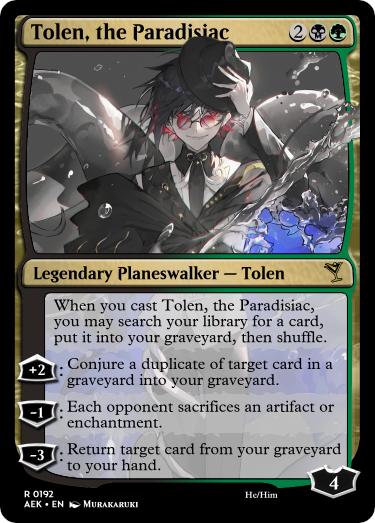 Tolen, the Paradisiac 2
Legendary Planeswalker — Tolen
When you cast Tolen, the Paradisiac,
you may search your library for a card,
put it into your graveyard, then shuffle.
+2: Conjure a duplicate of target card in a
graveyard into your graveyard.
-1: Each opponent sacrifices an artifact or
enchantment.
-3: Return target card from your graveyard
to your hand.
4
R 0192
AEK • EN Murakaruki
He/Him